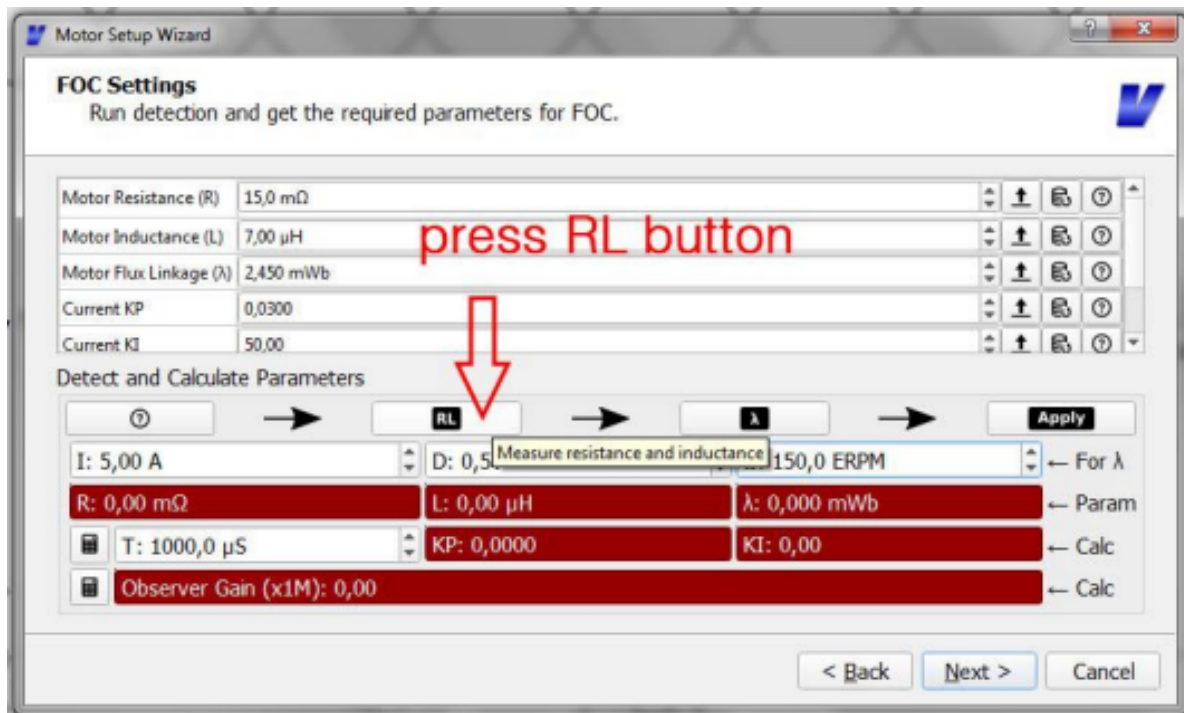 Motor Setup Wizard
FOC Settings
Run detection and get the required parameters for FOC.
Motor Resistance (R) 15,0 mΩ
Motor Inductance (L) 7,00 µH
press RL button
Motor Flux Linkage (λ) 2,450 mWb
Current KP 0,0300
Current KI 50,00
Detect and Calculate Parameters
RL λ Apply
I: 5,00 A D: 0,5 150,0 ERPM ← For λ
Measure resistance and inductance
R: 0,00 mΩ L: 0,00 µH λ: 0,000 mWb ← Param
T: 1000,0 µS KP: 0,0000 KI: 0,00 ← Calc
Observer Gain (x1M): 0,00 ← Calc
< Back Next > Cancel